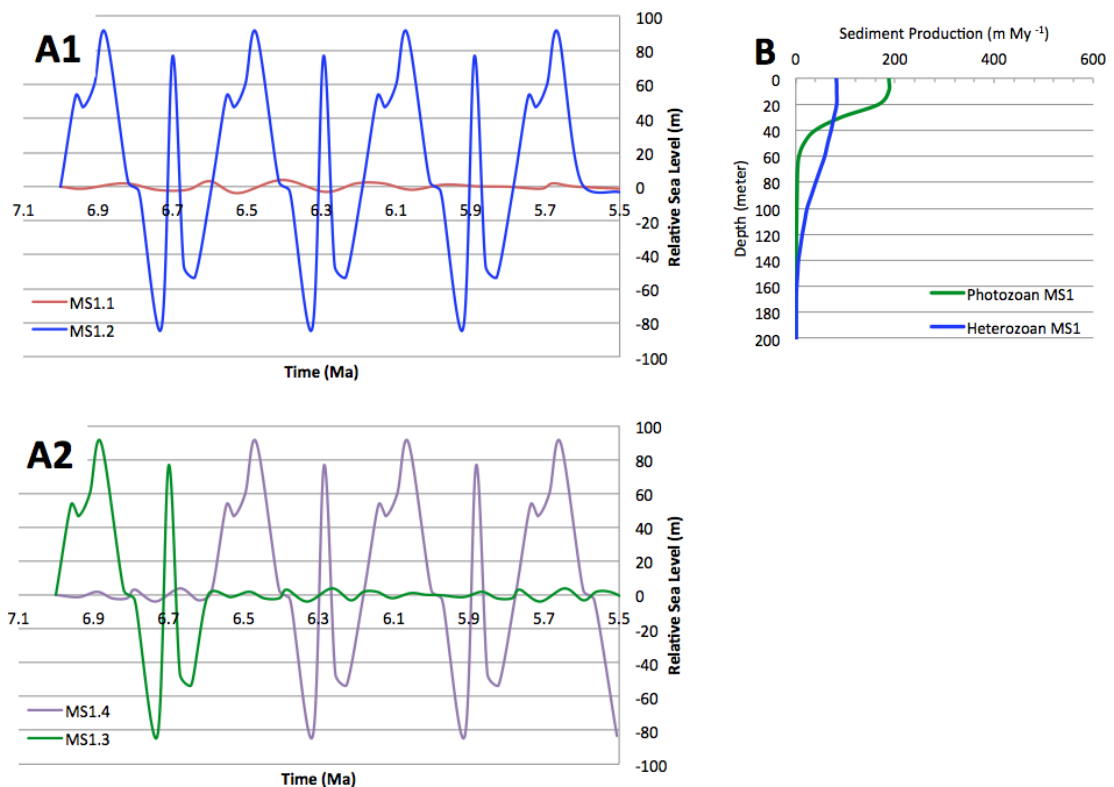 A1
100
80
60
40
20
0
-20
-40
-60
-80
-100
Relative Sea Level (m)
7.1 6.9 6.7 6.5 6.3 6.1 5.9 5.7 5.5
MS1.1
MS1.2
Time (Ma)
B
Sediment Production (m My -1)
0 200 400 600
0
20
40
60
80
100
120
140
160
180
200
Depth (meter)
Photozoan MS1
Heterozoan MS1
A2
100
80
60
40
20
0
-20
-40
-60
-80
-100
Relative Sea Level (m)
7.1 6.9 6.7 6.5 6.3 6.1 5.9 5.7 5.5
MS1.4
MS1.3
Time (Ma)